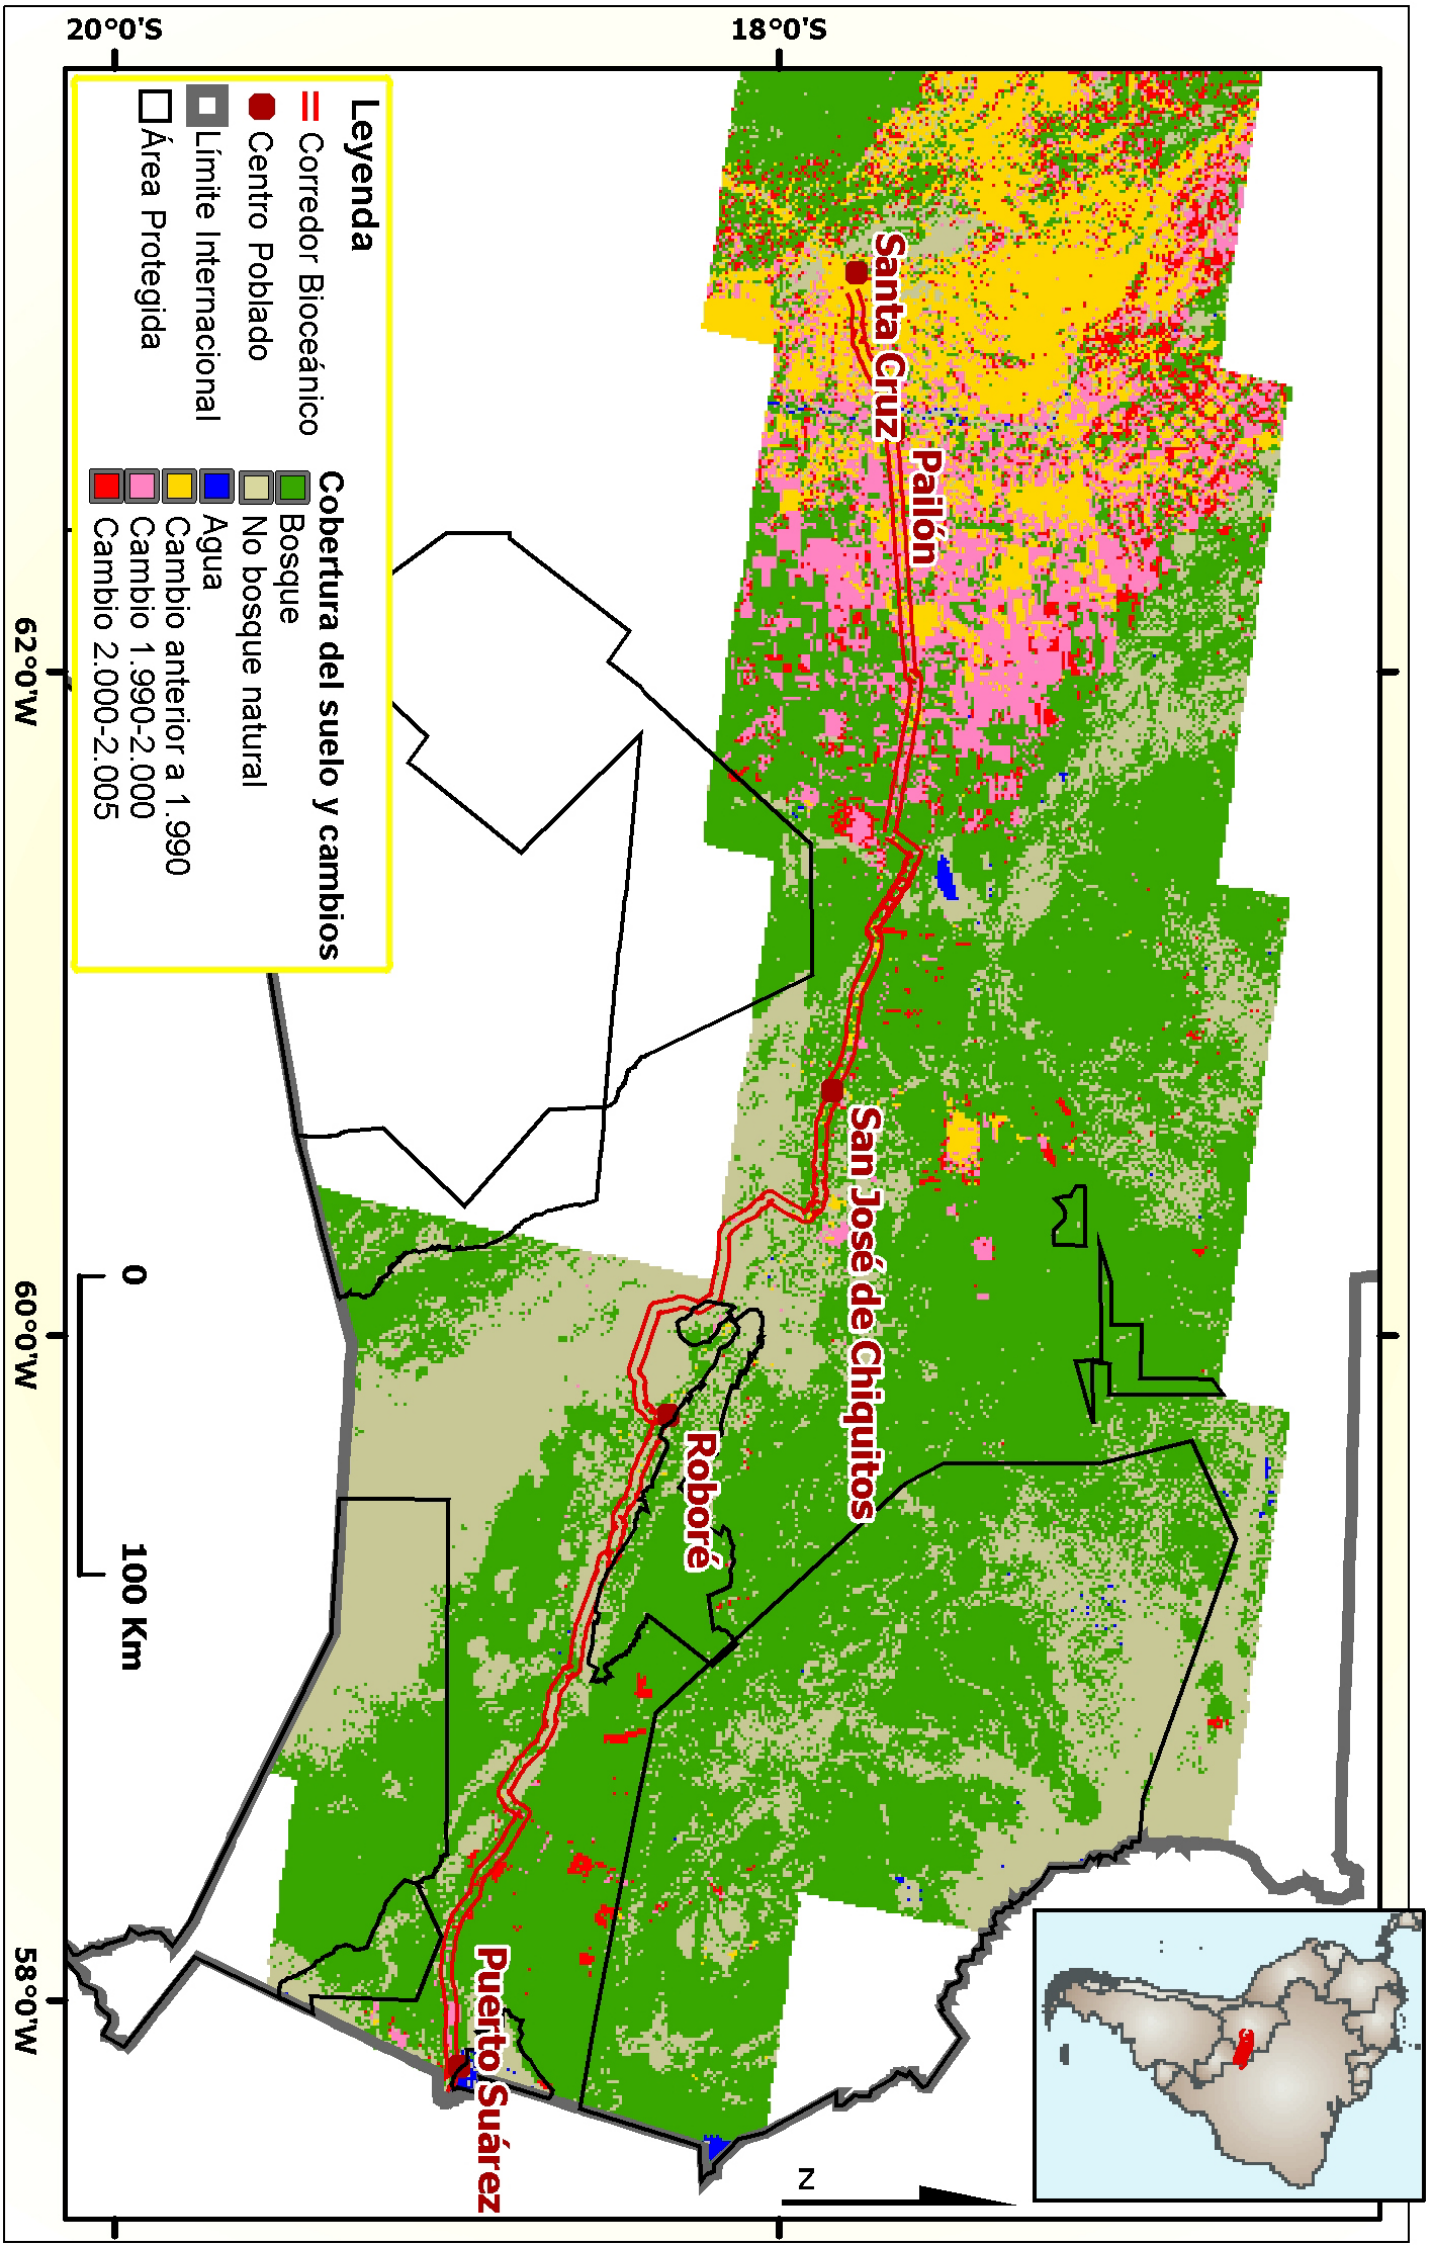 20°0'S
18°0'S
Leyenda
Corredor Bioceánico
Centro Poblado
Límite Internacional
Área Protegida
Cobertura del suelo y cambios
Bosque
No bosque natural
Agua
Cambio anterior a 1.990
Cambio 1.990-2.000
Cambio 2.000-2.005
Santa Cruz
Pailón
San José de Chiquitos
Roboré
Puerto Suárez
62°0'W
60°0'W
58°0'W
0
100 Km
N